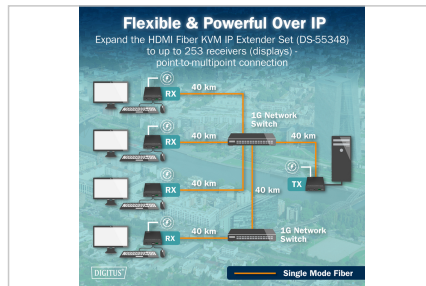 Flexible & Powerful Over IP
Expand the HDMI Fiber KVM IP Extender Set (DS-55348)
to up to 253 receivers (displays) -
point-to-multipoint connection
40 km
RX
1G Network
Switch
40 km
RX
40 km
TX
40 km
RX
40 km
40 km
RX
1G Network
Switch
DIGITUS
Single Mode Fiber